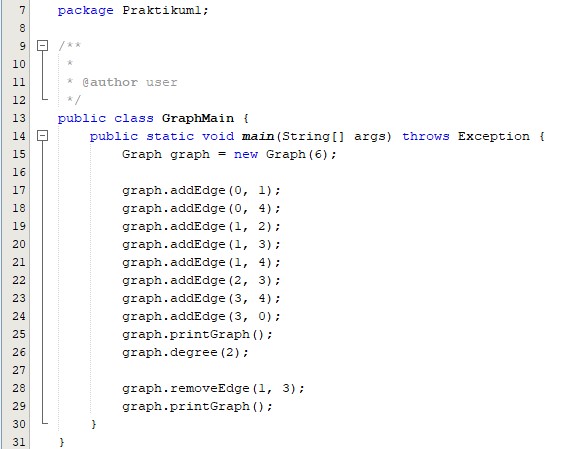 7 package Praktikum1;
8
9 /**
10 *
11 * @author user
12 */
13 public class GraphMain {
14 public static void main(String[] args) throws Exception {
15 Graph graph = new Graph(6);
16
17 graph.addEdge(0, 1);
18 graph.addEdge(0, 4);
19 graph.addEdge(1, 2);
20 graph.addEdge(1, 3);
21 graph.addEdge(1, 4);
22 graph.addEdge(2, 3);
23 graph.addEdge(3, 4);
24 graph.addEdge(3, 0);
25 graph.printGraph();
26 graph.degree(2);
27
28 graph.removeEdge(1, 3);
29 graph.printGraph();
30 }
31 }